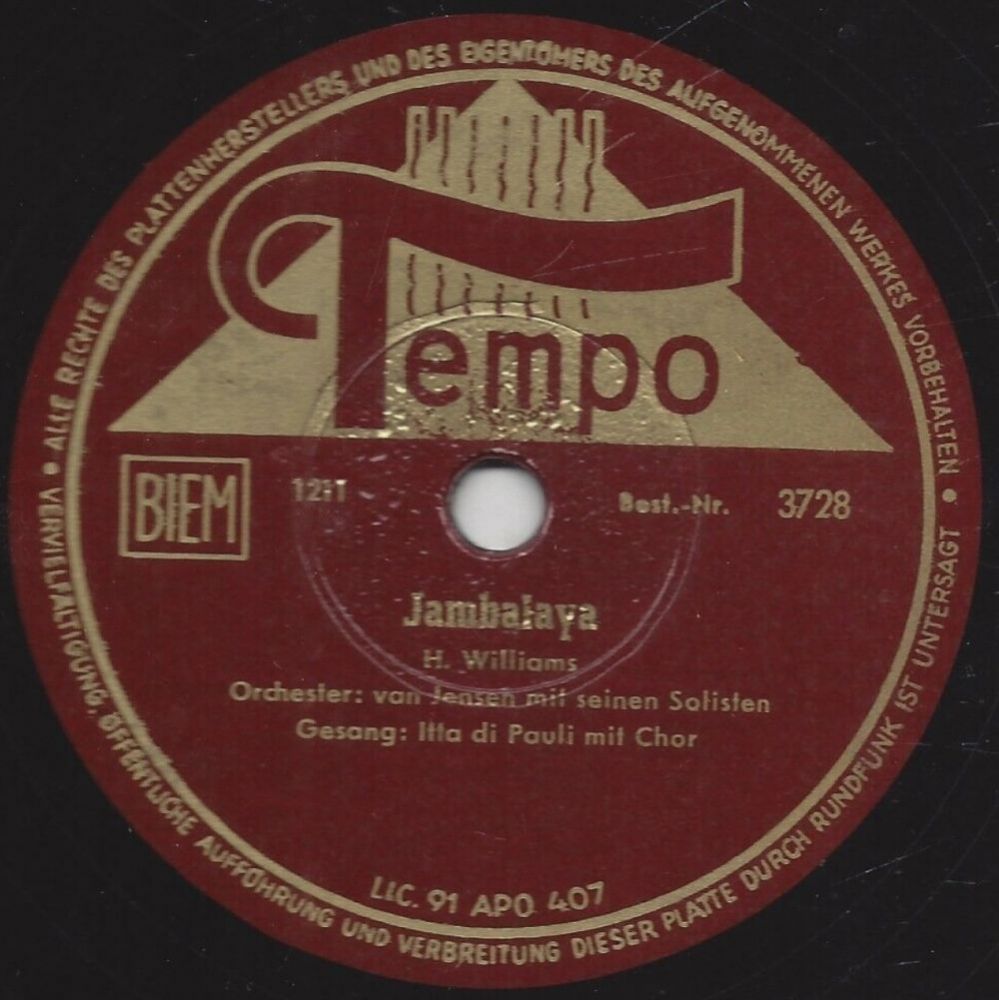 • ALLE RECHTE DES PLATTENHERSTELLERS UND DES EIGENTÜMERS DES AUFGENOMMENEN WERKES VORBEHALTEN •
Tempo
BIEM
Best.-Nr. 3728
Jambalaya
H. Williams
Orchester: van Jensen mit seinen Solisten
Gesang: Itta di Pauli mit Chor
LIC. 91 APO 407
VERVIELFÄLTIGUNG, ÖFFENTLICHE AUFFÜHRUNG UND VERBREITUNG DIESER PLATTE DURCH RUNDFUNK IST UNTERSAGT